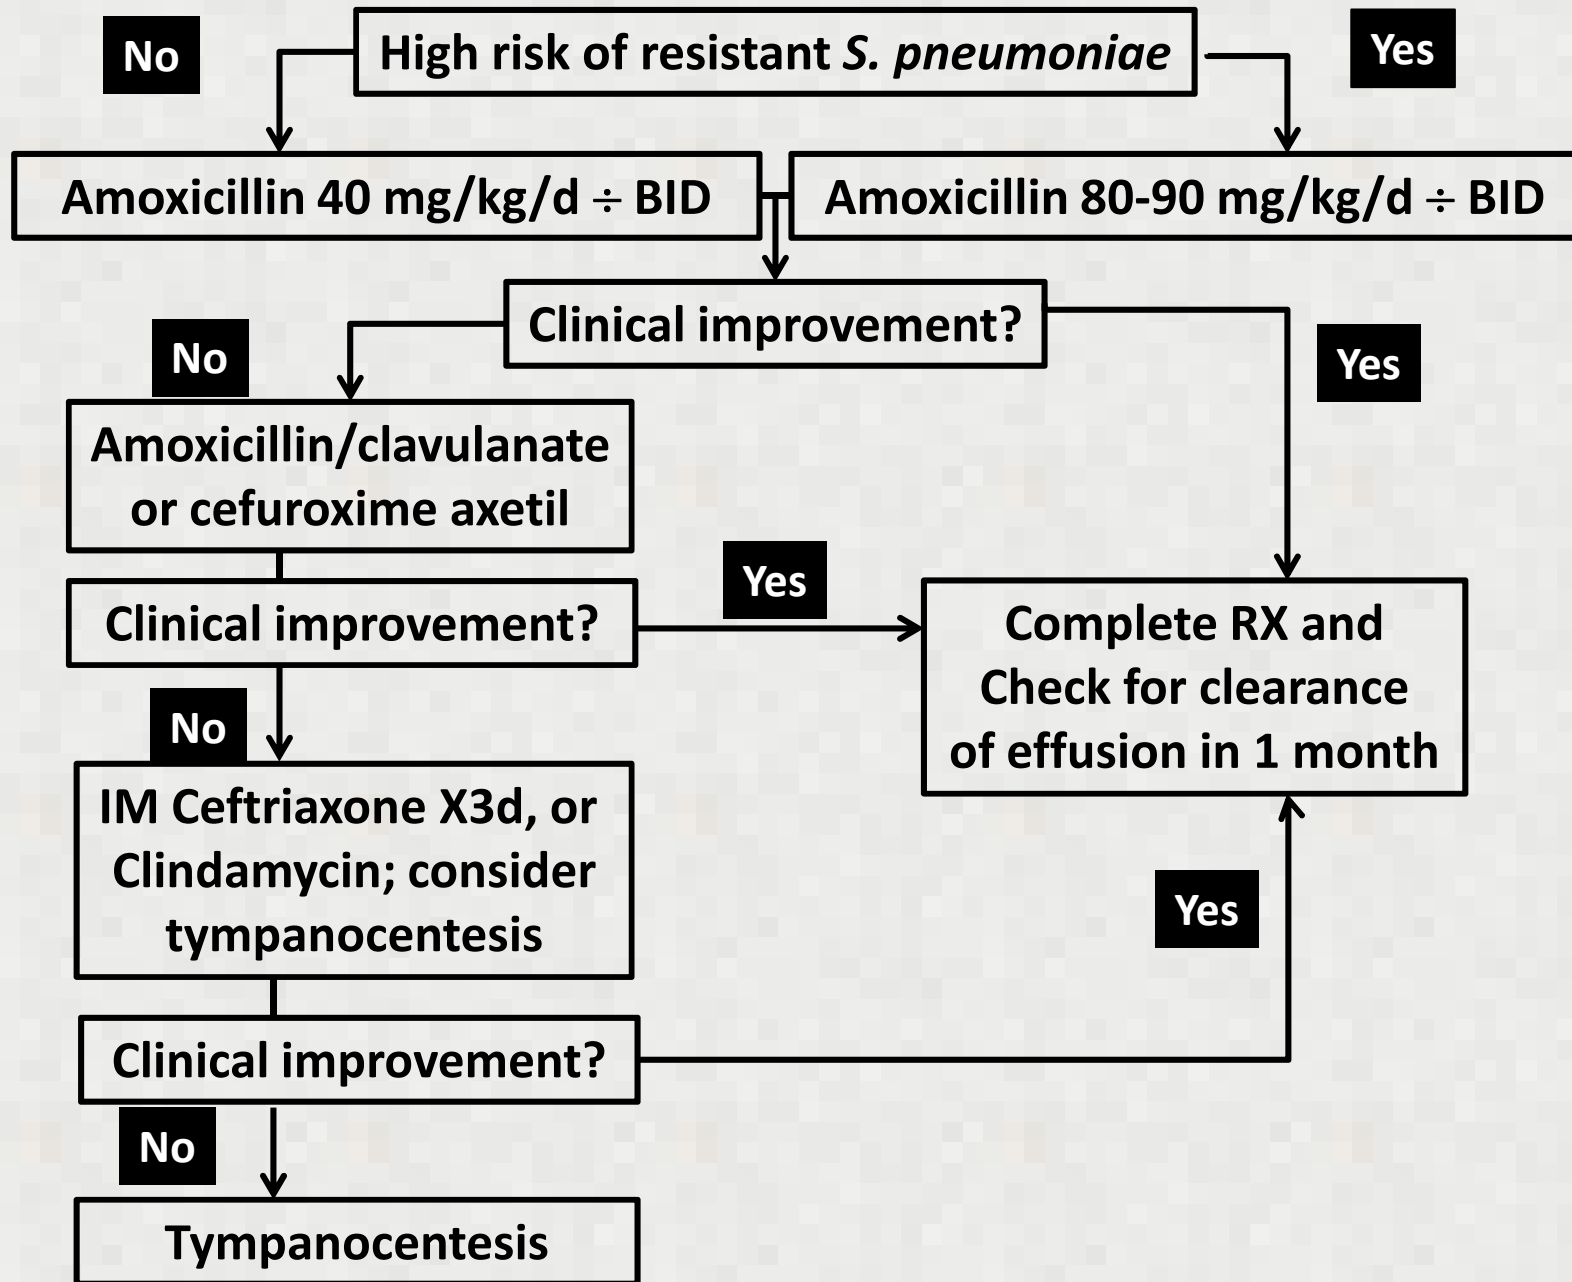 No
High risk of resistant S. pneumoniae
Yes
Amoxicillin 40 mg/kg/d ÷ BID
Amoxicillin 80-90 mg/kg/d ÷ BID
Clinical improvement?
No
Yes
Amoxicillin/clavulanate
or cefuroxime axetil
Clinical improvement?
Yes
Complete RX and
Check for clearance
of effusion in 1 month
No
IM Ceftriaxone X3d, or
Clindamycin; consider
tympanocentesis
Yes
Clinical improvement?
No
Tympanocentesis